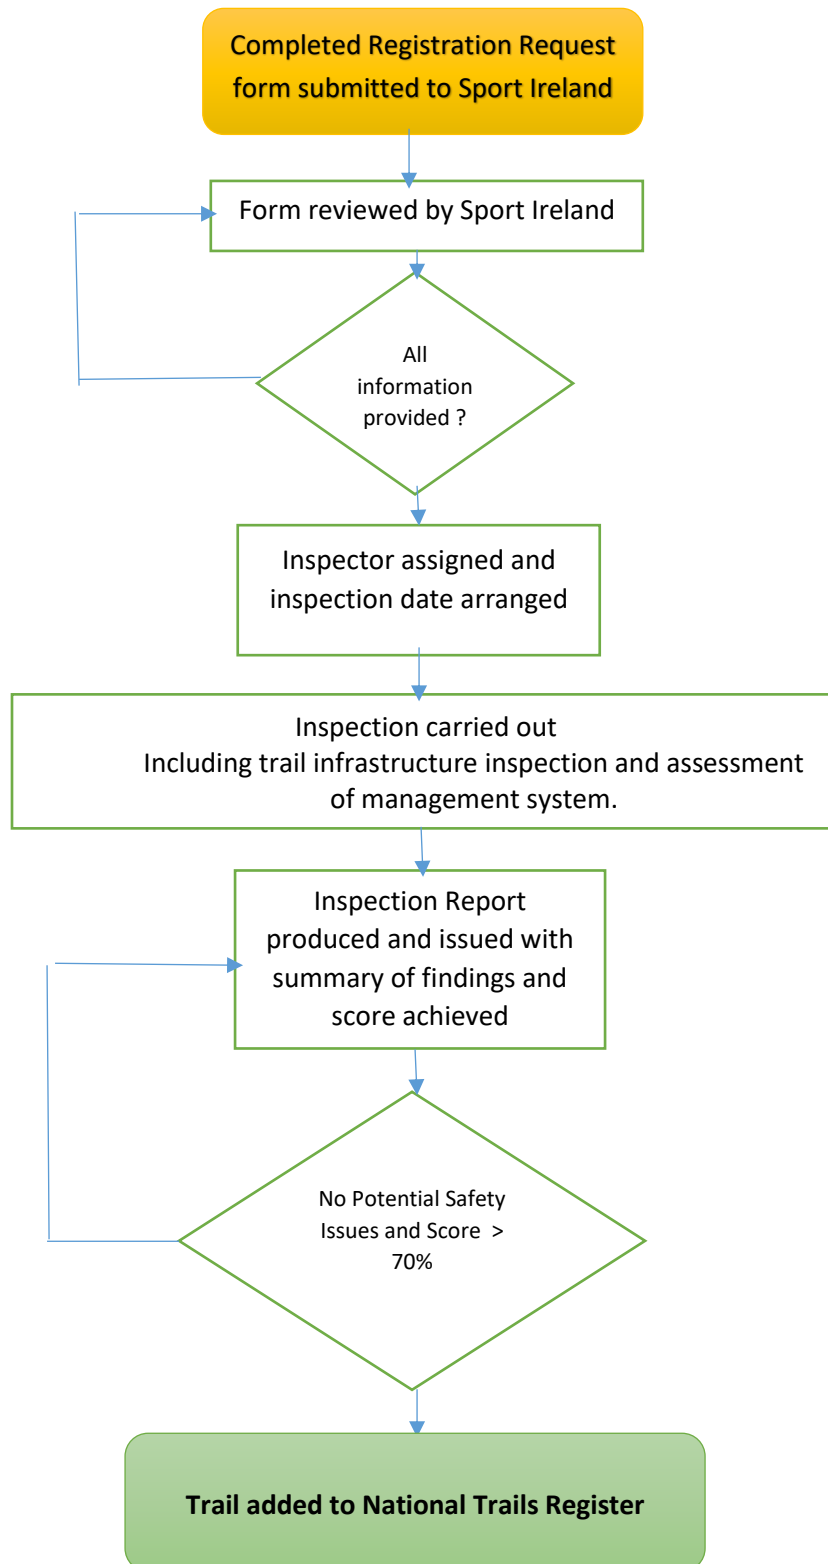 Completed Registration Request
form submitted to Sport Ireland
Form reviewed by Sport Ireland
All
information
provided ?
Inspector assigned and
inspection date arranged
Inspection carried out
Including trail infrastructure inspection and assessment
of management system.
Inspection Report
produced and issued with
summary of findings and
score achieved
No Potential Safety
Issues and Score >
70%
Trail added to National Trails Register